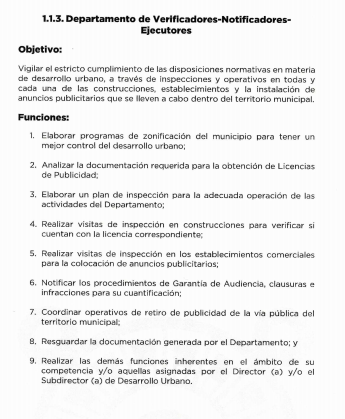 1.1.3. Departamento de Verificadores-Notificadores-
Ejecutores
Objetivo:
Vigilar el estricto cumplimiento de las disposiciones normativas en materia
de desarrollo urbano, a través de inspecciones y operativos en todas y
cada una de las construcciones, establecimientos y la instalación de
anuncios publicitarios que se lleven a cabo dentro del territorio municipal.
Funciones:
1. Elaborar programas de zonificación del municipio para tener un
mejor control del desarrollo urbano;
2. Analizar la documentación requerida para la obtención de Licencias
de Publicidad;
3. Elaborar un plan de inspección para la adecuada operación de las
actividades del Departamento;
4. Realizar visitas de inspección en construcciones para verificar si
cuentan con la licencia correspondiente;
5. Realizar visitas de inspección en los establecimientos comerciales
para la colocación de anuncios publicitarios;
6. Notificar los procedimientos de Garantía de Audiencia, clausuras e
infracciones para su cuantificación;
7. Coordinar operativos de retiro de publicidad de la vía pública del
territorio municipal;
8. Resguardar la documentación generada por el Departamento; y
9. Realizar las demás funciones inherentes en el ámbito de su
competencia y/o aquellas asignadas por el Director (a) y/o el
Subdirector (a) de Desarrollo Urbano.